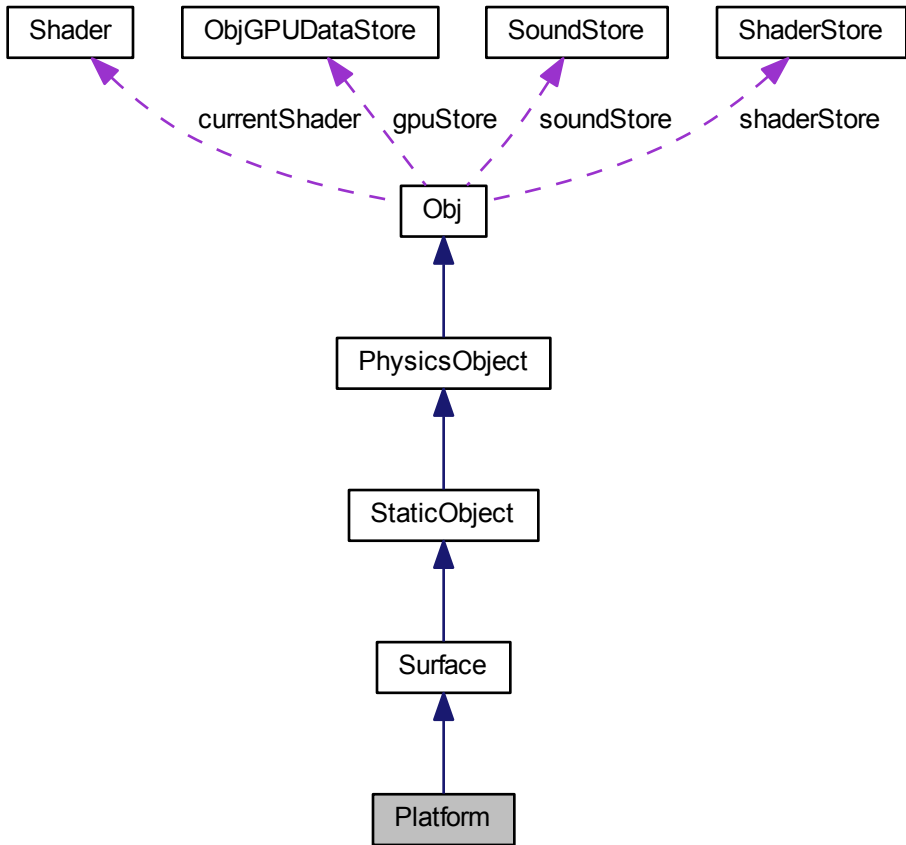 Shader
ObjGPUDataStore
SoundStore
ShaderStore
currentShader
gpuStore
soundStore
shaderStore
Obj
PhysicsObject
StaticObject
Surface
Platform